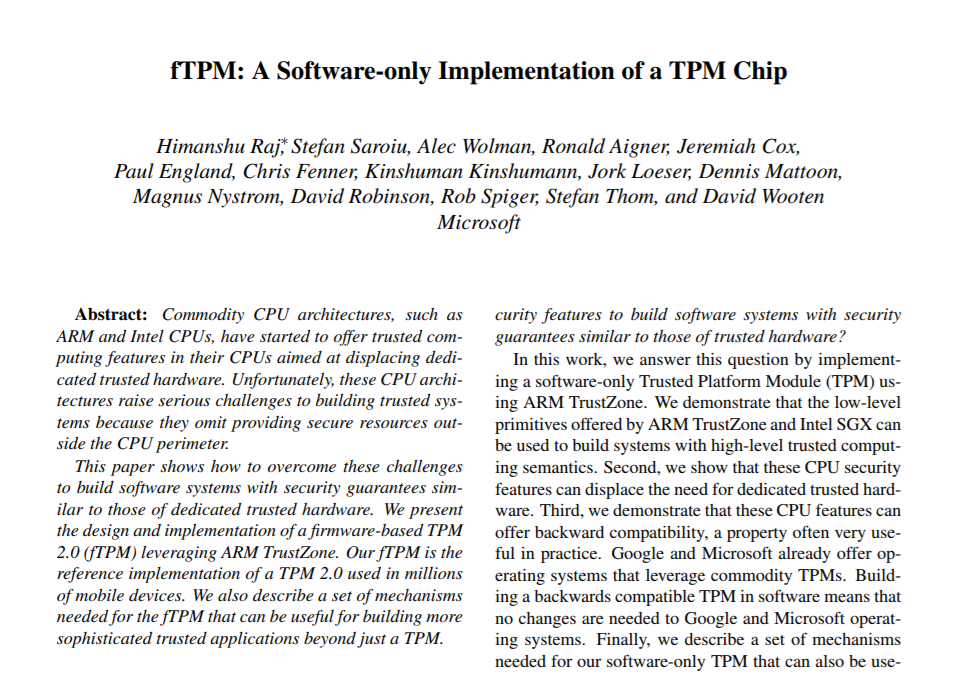 fTPM: A Software-only Implementation of a TPM Chip
Himanshu Raj,* Stefan Saroiu, Alec Wolman, Ronald Aigner, Jeremiah Cox,
Paul England, Chris Fenner, Kinshuman Kinshumann, Jork Loeser, Dennis Mattoon,
Magnus Nystrom, David Robinson, Rob Spiger, Stefan Thom, and David Wooten
Microsoft
Abstract: Commodity CPU architectures, such as
ARM and Intel CPUs, have started to offer trusted com-
puting features in their CPUs aimed at displacing dedi-
cated trusted hardware. Unfortunately, these CPU archi-
tectures raise serious challenges to building trusted sys-
tems because they omit providing secure resources out-
side the CPU perimeter.
This paper shows how to overcome these challenges
to build software systems with security guarantees sim-
ilar to those of dedicated trusted hardware. We present
the design and implementation of a firmware-based TPM
2.0 (fTPM) leveraging ARM TrustZone. Our fTPM is the
reference implementation of a TPM 2.0 used in millions
of mobile devices. We also describe a set of mechanisms
needed for the fTPM that can be useful for building more
sophisticated trusted applications beyond just a TPM.
curity features to build software systems with security
guarantees similar to those of trusted hardware?
In this work, we answer this question by implement-
ing a software-only Trusted Platform Module (TPM) us-
ing ARM TrustZone. We demonstrate that the low-level
primitives offered by ARM TrustZone and Intel SGX can
be used to build systems with high-level trusted comput-
ing semantics. Second, we show that these CPU security
features can displace the need for dedicated trusted hard-
ware. Third, we demonstrate that these CPU features can
offer backward compatibility, a property often very use-
ful in practice. Google and Microsoft already offer op-
erating systems that leverage commodity TPMs. Build-
ing a backwards compatible TPM in software means that
no changes are needed to Google and Microsoft operat-
ing systems. Finally, we describe a set of mechanisms
needed for our software-only TPM that can also be use-